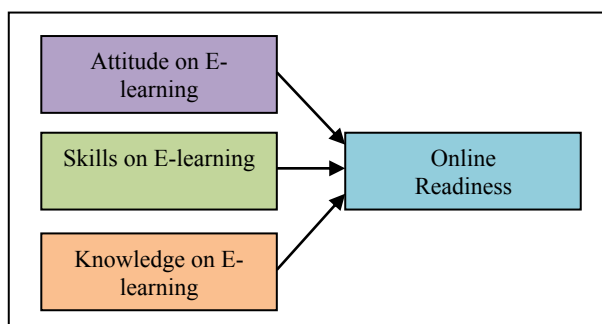 Attitude on E-
learning
Skills on E-learning
Online
Readiness
Knowledge on E-
learning